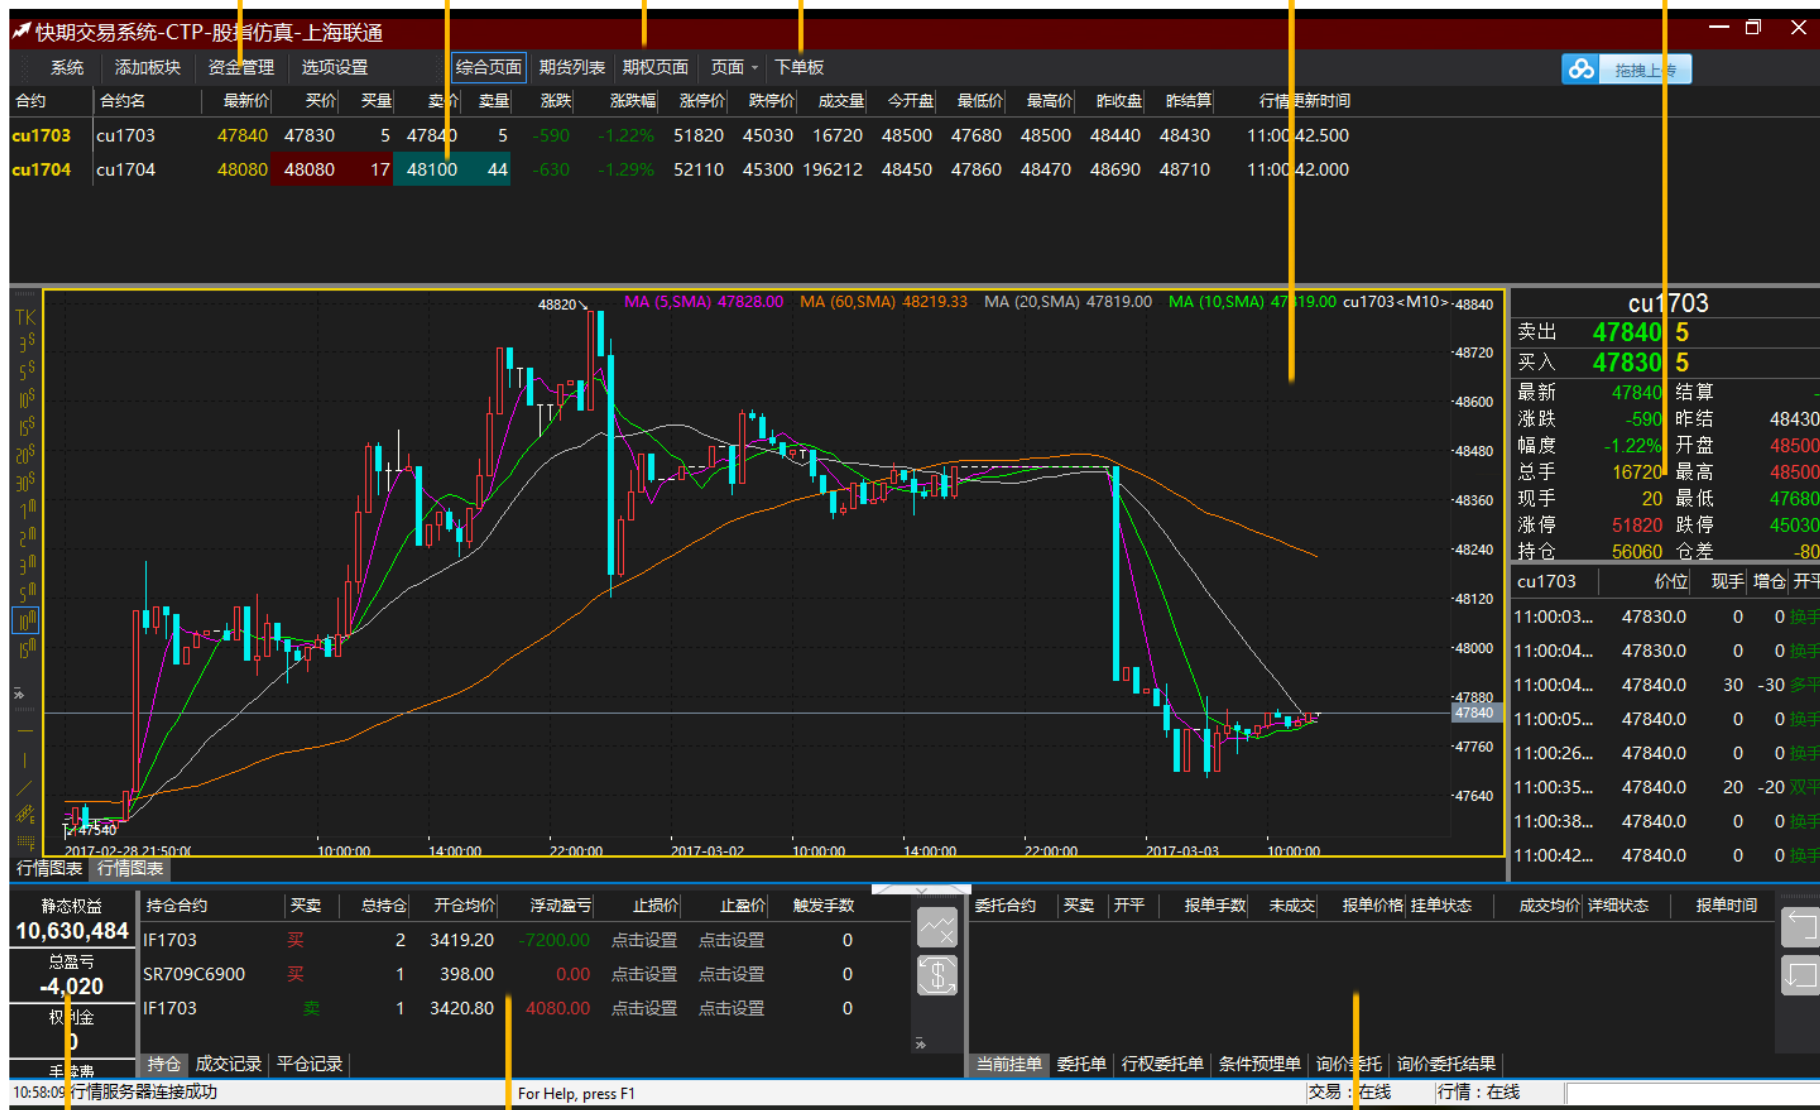 快期交易系统-CTP-股指仿真-上海联通
系统 添加板块 资金管理 选项设置 综合页面 期货列表 期权页面 页面 下单板 拖拽上传
合约 合约名 最新价 买价 买量 卖价 卖量 涨跌 涨跌幅 涨停价 跌停价 成交量 今开盘 最低价 最高价 昨收盘 昨结算 行情更新时间
cu1703 cu1703 47840 47830 5 47840 5 -590 -1.22% 51820 45030 16720 48500 47680 48500 48440 48430 11:00:42.500
cu1704 cu1704 48080 48080 17 48100 44 -630 -1.29% 52110 45300 196212 48450 47860 48470 48690 48710 11:00:42.000
TK
3S
5S
10S
15S
20S
30S
1M
2M
3M
5M
10M
15M
48820 MA (5,SMA) 47828.00 MA (60,SMA) 48219.33 MA (20,SMA) 47819.00 MA (10,SMA) 47819.00 cu1703<M10>
48840
48720
48600
48480
48360
48240
48120
48000
47880
47840
47760
47640
47540
2017-02-28 21:50:00 10:00:00 14:00:00 22:00:00 2017-03-02 10:00:00 14:00:00 22:00:00 2017-03-03 10:00:00
行情图表 行情图表
cu1703
卖出 47840 5
买入 47830 5
最新 47840 结算 -
涨跌 -590 昨结 48430
幅度 -1.22% 开盘 48500
总手 16720 最高 48500
现手 20 最低 47680
涨停 51820 跌停 45030
持仓 56060 仓差 -80
cu1703 价位 现手 增仓 开平
11:00:03... 47830.0 0 0 换手
11:00:04... 47830.0 0 0 换手
11:00:04... 47840.0 30 -30 多平
11:00:05... 47840.0 0 0 换手
11:00:26... 47840.0 0 0 换手
11:00:35... 47840.0 20 -20 双平
11:00:38... 47840.0 0 0 换手
11:00:42... 47840.0 0 0 换手
静态权益
10,630,484
总盈亏
-4,020
权利金
0
手续费
持仓合约 买卖 总持仓 开仓均价 浮动盈亏 止损价 止盈价 触发手数
IF1703 买 2 3419.20 -7200.00 点击设置 点击设置 0
SR709C6900 买 1 398.00 0.00 点击设置 点击设置 0
IF1703 卖 1 3420.80 4080.00 点击设置 点击设置 0
持仓 成交记录 平仓记录
委托合约 买卖 开平 报单手数 未成交 报单价格 挂单状态 成交均价 详细状态 报单时间
当前挂单 委托单 行权委托单 条件预埋单 询价委托 询价委托结果
10:58:09 行情服务器连接成功 For Help, press F1 交易：在线 行情：在线